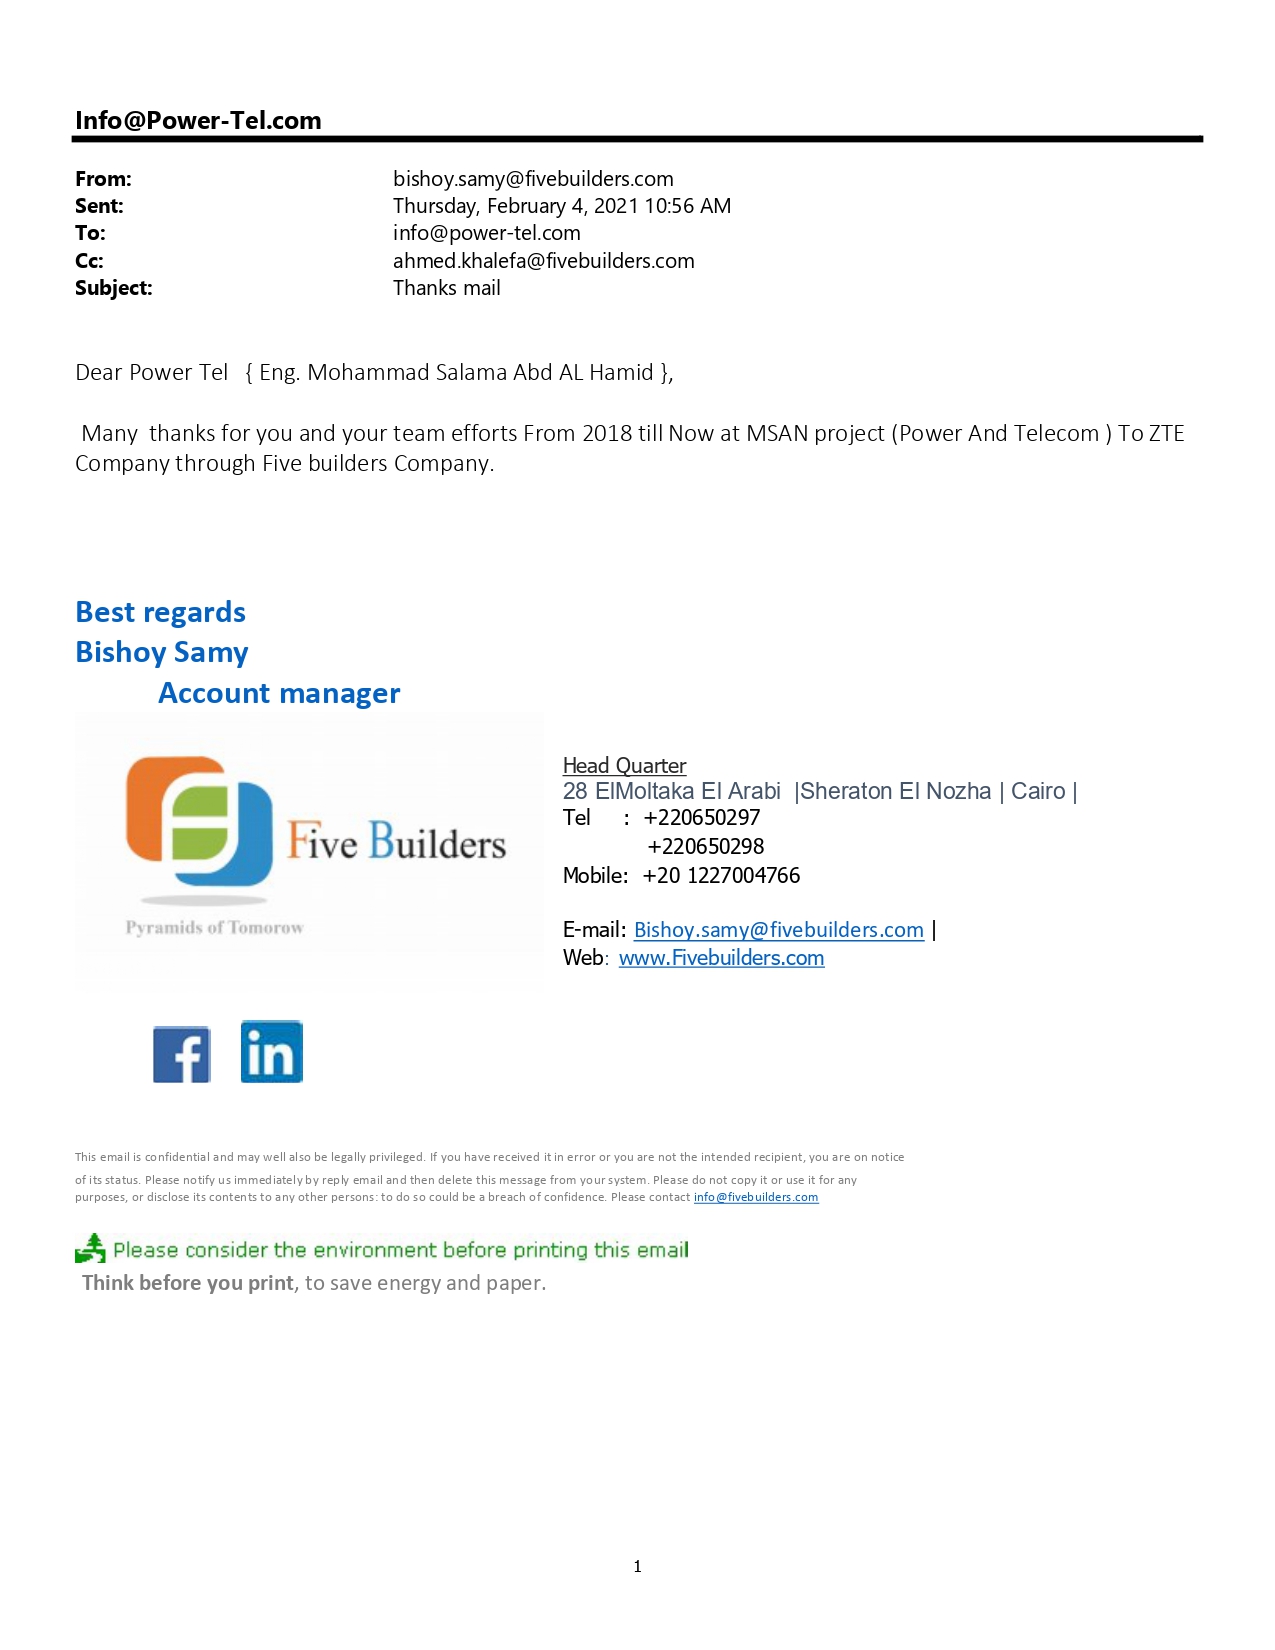 Info@Power-Tel.com
From: bishoy.samy@fivebuilders.com
Sent: Thursday, February 4, 2021 10:56 AM
To: info@power-tel.com
Cc: ahmed.khalefa@fivebuilders.com
Subject: Thanks mail
Dear Power Tel { Eng. Mohammad Salama Abd AL Hamid },
Many thanks for you and your team efforts From 2018 till Now at MSAN project (Power And Telecom ) To ZTE
Company through Five builders Company.
Best regards
Bishoy Samy
Account manager
Five Builders
Pyramids of Tomorow
Head Quarter
28 ElMoltaka El Arabi |Sheraton El Nozha | Cairo |
Tel : +220650297
+220650298
Mobile: +20 1227004766
E-mail: Bishoy.samy@fivebuilders.com |
Web: www.Fivebuilders.com
f in
This email is confidential and may well also be legally privileged. If you have received it in error or you are not the intended recipient, you are on notice
of its status. Please notify us immediately by reply email and then delete this message from your system. Please do not copy it or use it for any
purposes, or disclose its contents to any other persons: to do so could be a breach of confidence. Please contact info@fivebuilders.com
Please consider the environment before printing this email
Think before you print, to save energy and paper.
1